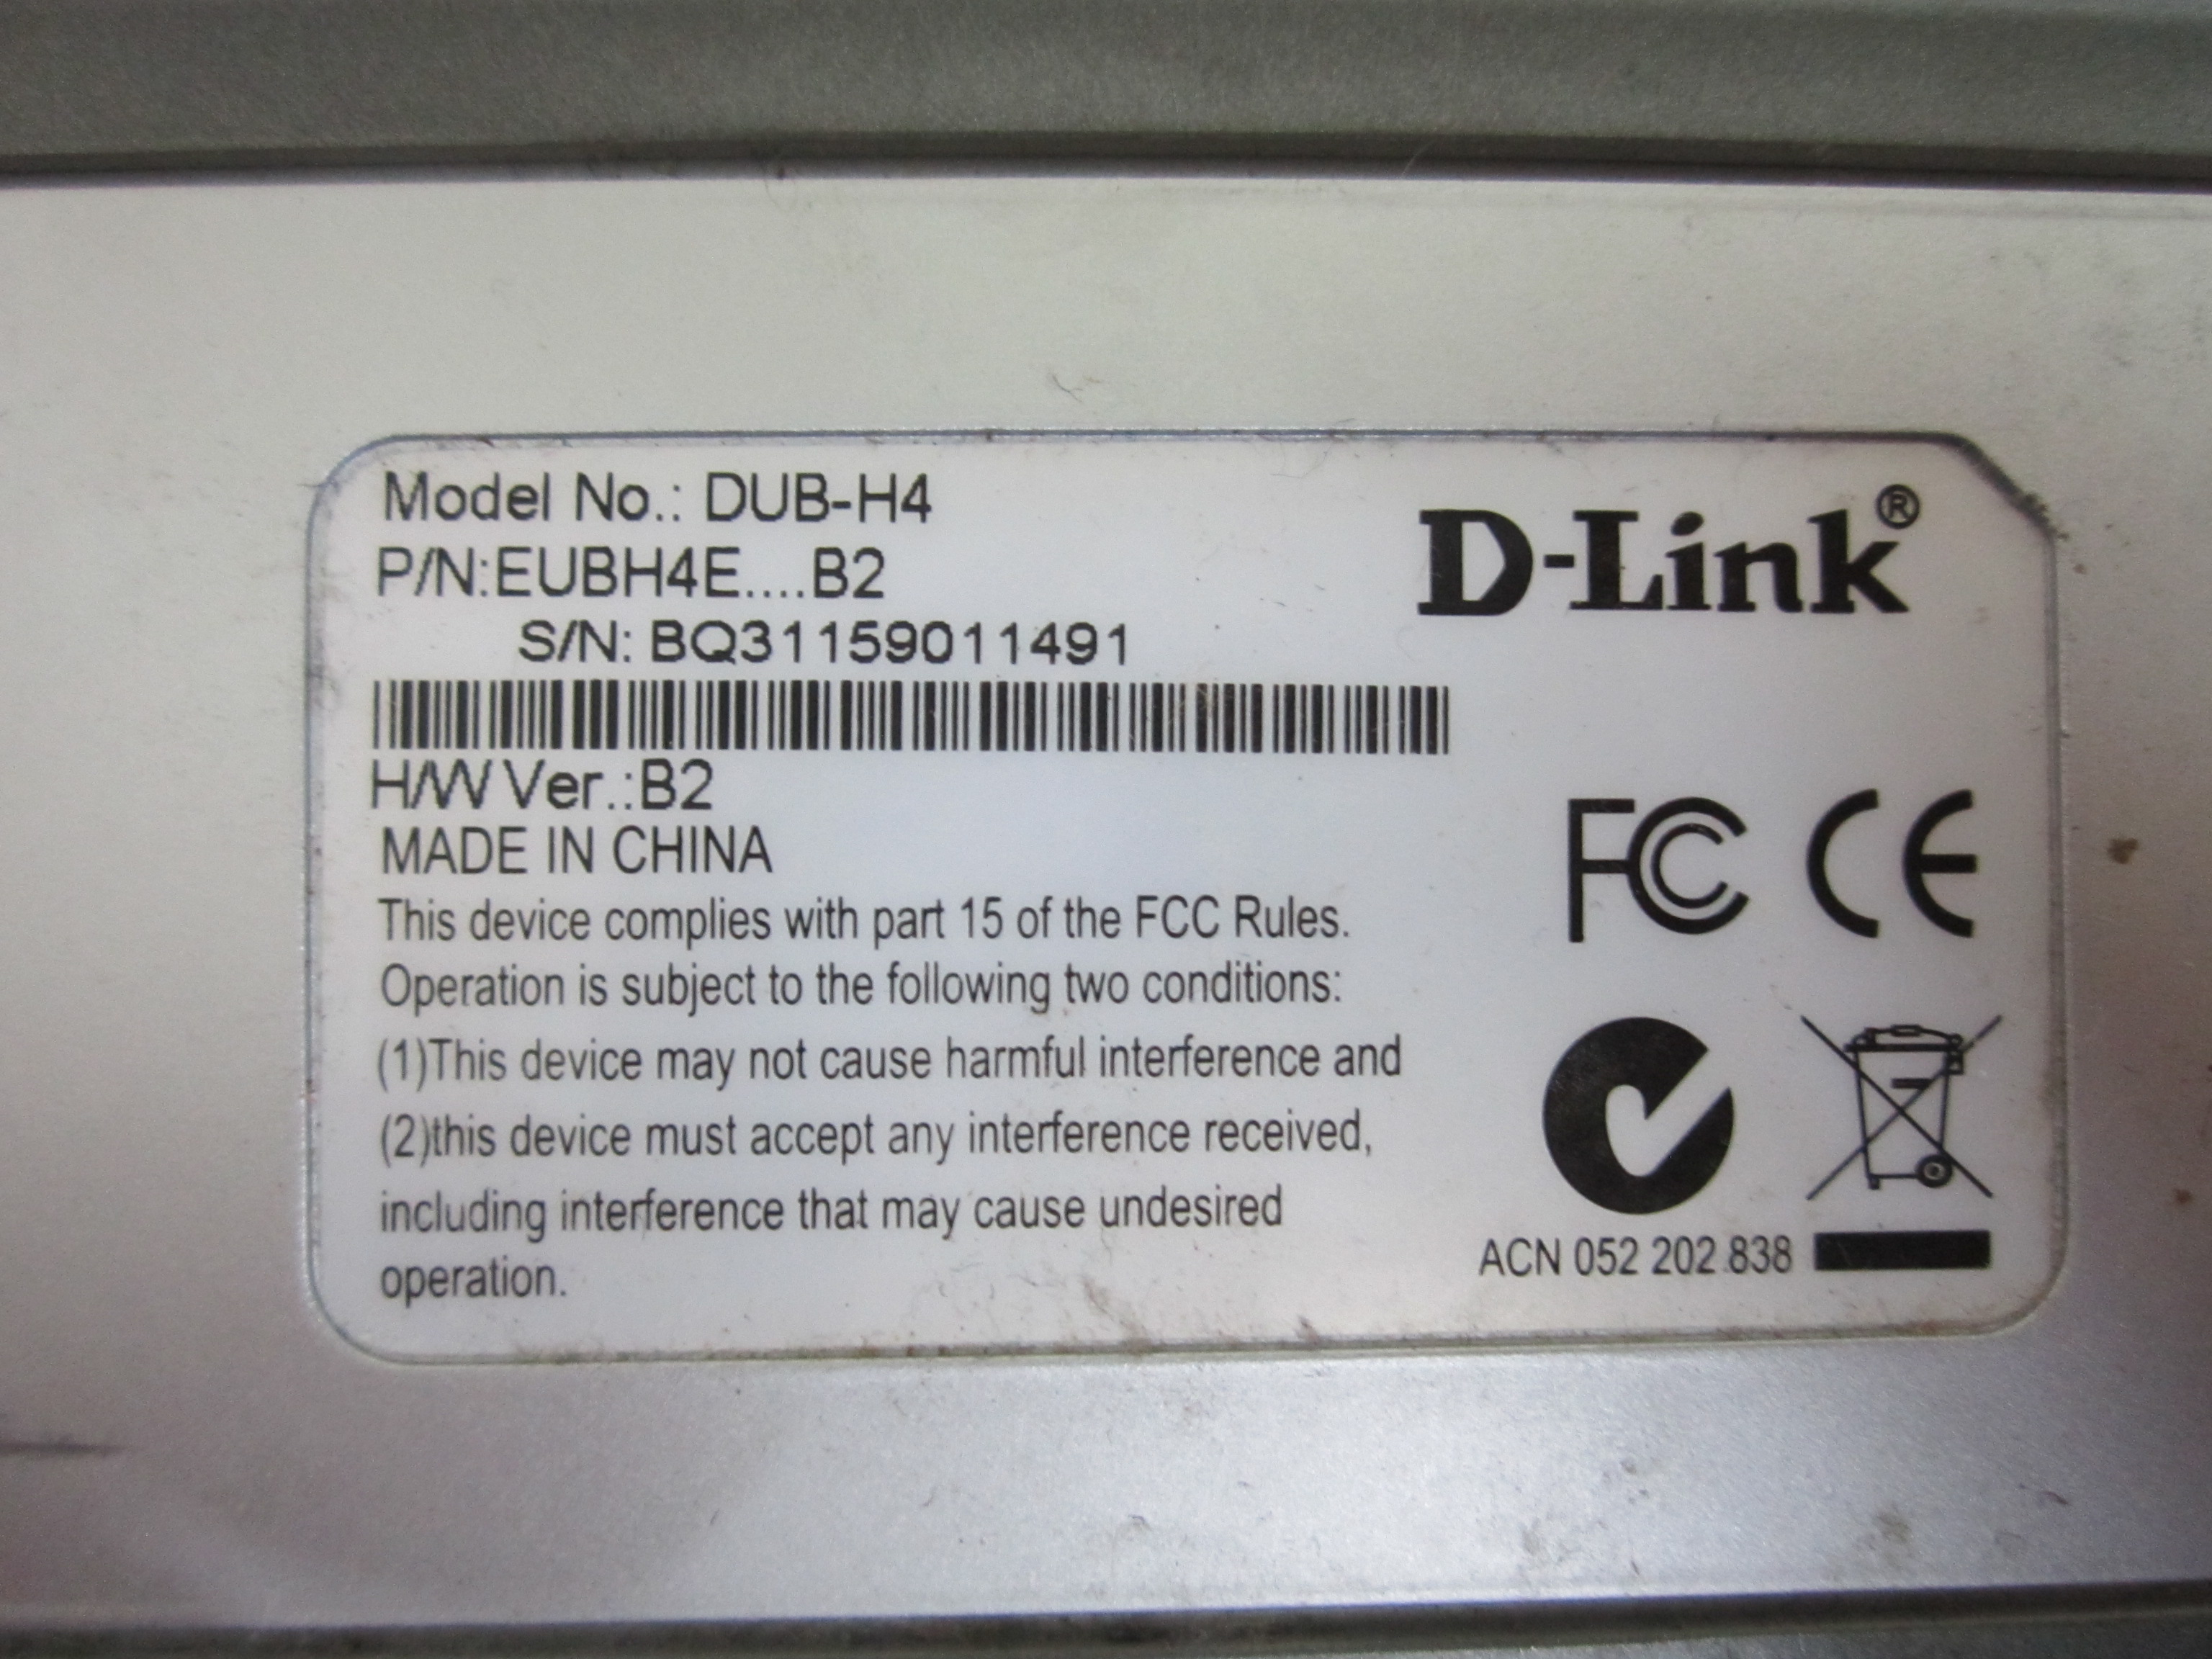 Model No.: DUB-H4
D-Link®
P/N:EUBH4E....B2
S/N: BQ31159011491
H/W Ver.:B2
MADE IN CHINA
This device complies with part 15 of the FCC Rules.
Operation is subject to the following two conditions:
(1)This device may not cause harmful interference and
(2)this device must accept any interference received,
including interference that may cause undesired
operation.
FC CE
ACN 052 202 838